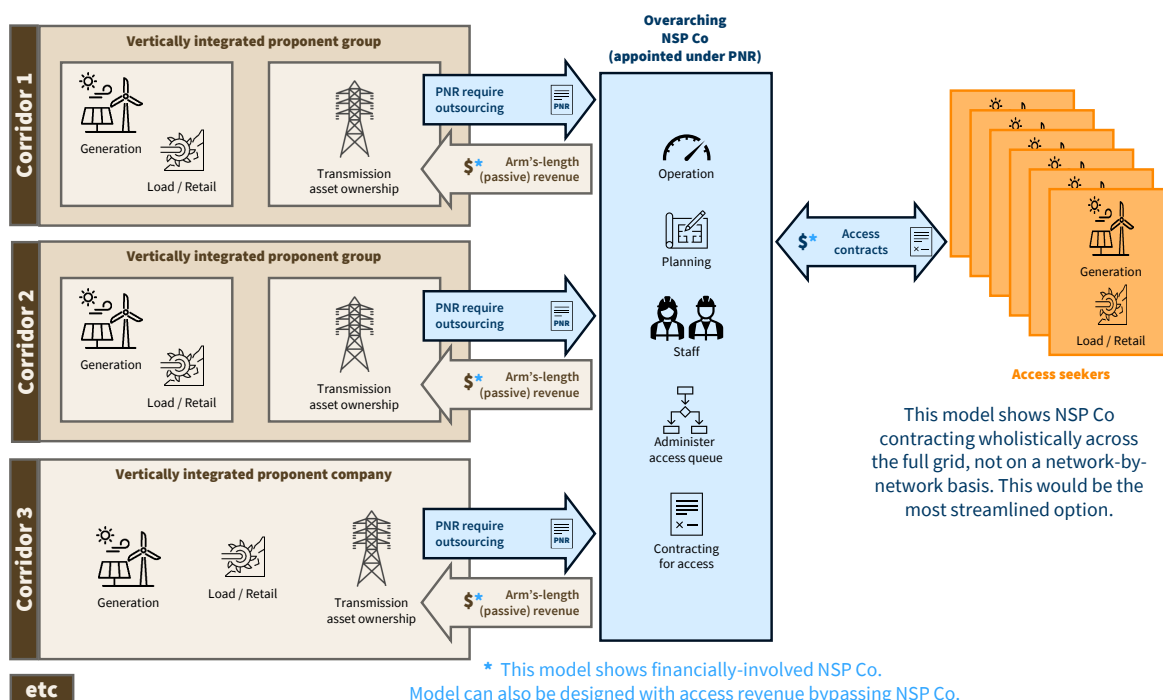 Overarching
NSP Co
(appointed under PNR)
Corridor 1
Vertically integrated proponent group
Generation
Load / Retail
Transmission
asset ownership
PNR require
outsourcing
PNR
$* Arm's-length
(passive) revenue
Corridor 2
Vertically integrated proponent group
Generation
Load / Retail
Transmission
asset ownership
PNR require
outsourcing
PNR
$* Arm's-length
(passive) revenue
Corridor 3
Vertically integrated proponent company
Generation
Load / Retail
Transmission
asset ownership
PNR require
outsourcing
PNR
$* Arm's-length
(passive) revenue
etc
Operation
Planning
Staff
Administer
access queue
Contracting
for access
$* Access
contracts
Generation
Load / Retail
Access seekers
This model shows NSP Co
contracting wholistically across
the full grid, not on a network-by-
network basis. This would be the
most streamlined option.
* This model shows financially-involved NSP Co.
Model can also be designed with access revenue bypassing NSP Co.